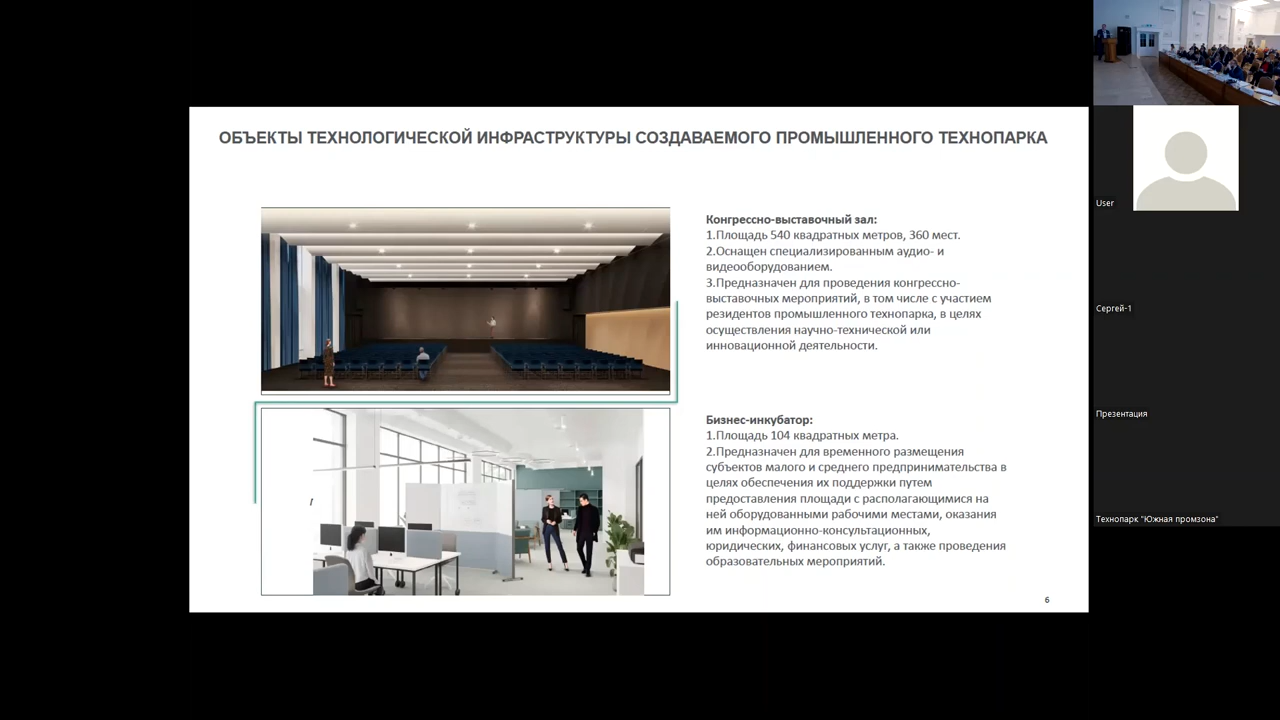 ОБЪЕКТЫ ТЕХНОЛОГИЧЕСКОЙ ИНФРАСТРУКТУРЫ СОЗДАВАЕМОГО ПРОМЫШЛЕННОГО ТЕХНОПАРКА
Конгрессно-выставочный зал:
1.Площадь 540 квадратных метров, 360 мест.
2.Оснащен специализированным аудио- и
видеооборудованием.
3.Предназначен для проведения конгрессно-
выставочных мероприятий, в том числе с участием
резидентов промышленного технопарка, в целях
осуществления научно-технической или
инновационной деятельности.
Бизнес-инкубатор:
1.Площадь 104 квадратных метра.
2.Предназначен для временного размещения
субъектов малого и среднего предпринимательства в
целях обеспечения их поддержки путем
предоставления площади с располагающимися на
ней оборудованными рабочими местами, оказания
им информационно-консультационных,
юридических, финансовых услуг, а также проведения
образовательных мероприятий.
6
User
Сергей-1
Презентация
Технопарк "Южная промзона"